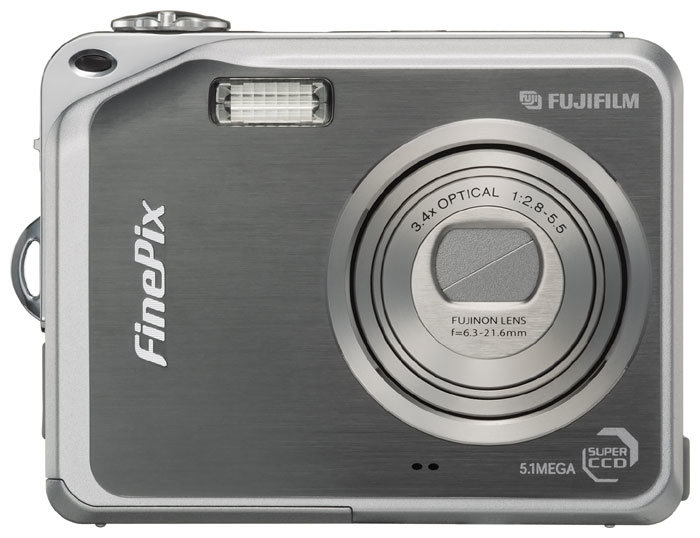 FUJIFILM
3.4x OPTICAL 1:2.8-5.5
FinePix
FUJINON LENS
f=6.3-21.6mm
5.1MEGA
SUPER
CCD